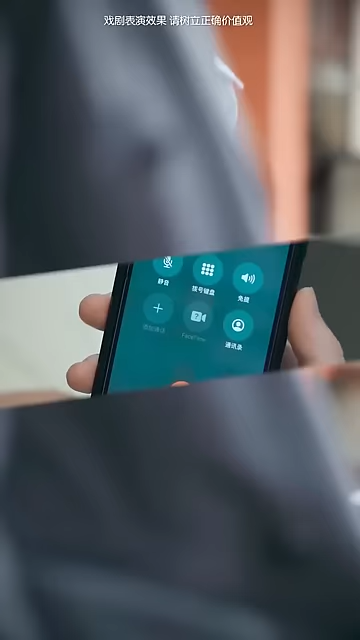 戏剧表演效果 请树立正确价值观
静音
拨号键盘
免提
添加通话
FaceTime
通讯录